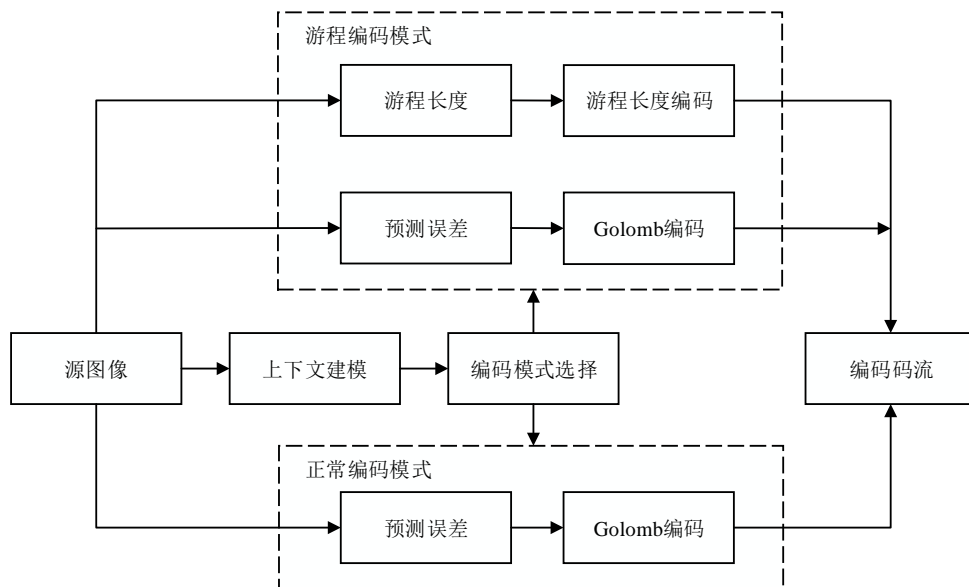 游程编码模式
游程长度
游程长度编码
预测误差
Golomb编码
源图像
上下文建模
编码模式选择
编码码流
正常编码模式
预测误差
Golomb编码